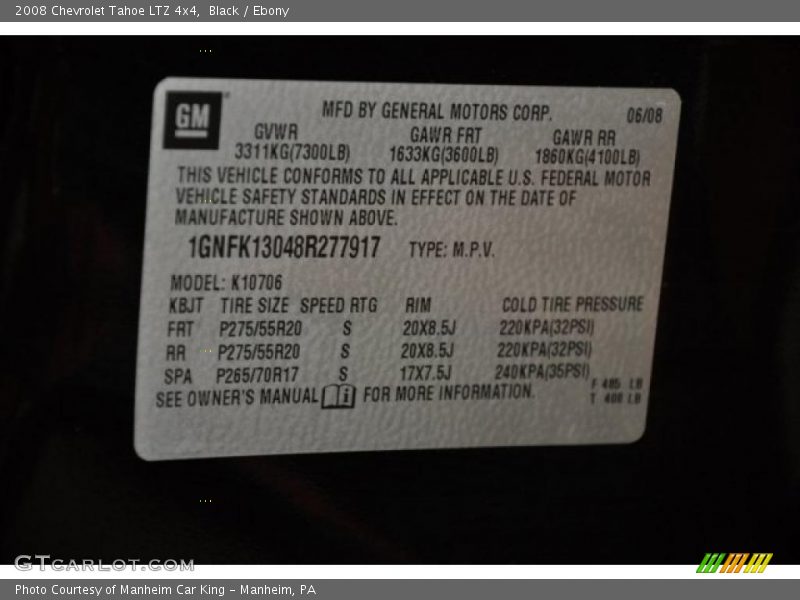 2008 Chevrolet Tahoe LTZ 4x4, Black / Ebony
GM
MFD BY GENERAL MOTORS CORP. 06/08
GVWR GAWR FRT GAWR RR
3311KG(7300LB) 1633KG(3600LB) 1860KG(4100LB)
THIS VEHICLE CONFORMS TO ALL APPLICABLE U.S. FEDERAL MOTOR
VEHICLE SAFETY STANDARDS IN EFFECT ON THE DATE OF
MANUFACTURE SHOWN ABOVE.
1GNFK13048R277917 TYPE: M.P.V.
MODEL: K10706
KBJT TIRE SIZE SPEED RTG RIM COLD TIRE PRESSURE
FRT P275/55R20 S 20X8.5J 220KPA(32PSI)
RR P275/55R20 S 20X8.5J 220KPA(32PSI)
SPA P265/70R17 S 17X7.5J 240KPA(35PSI)
SEE OWNER'S MANUAL i FOR MORE INFORMATION.
F 485 LB
T LB
GTCARLOT.COM
Photo Courtesy of Manheim Car King - Manheim, PA